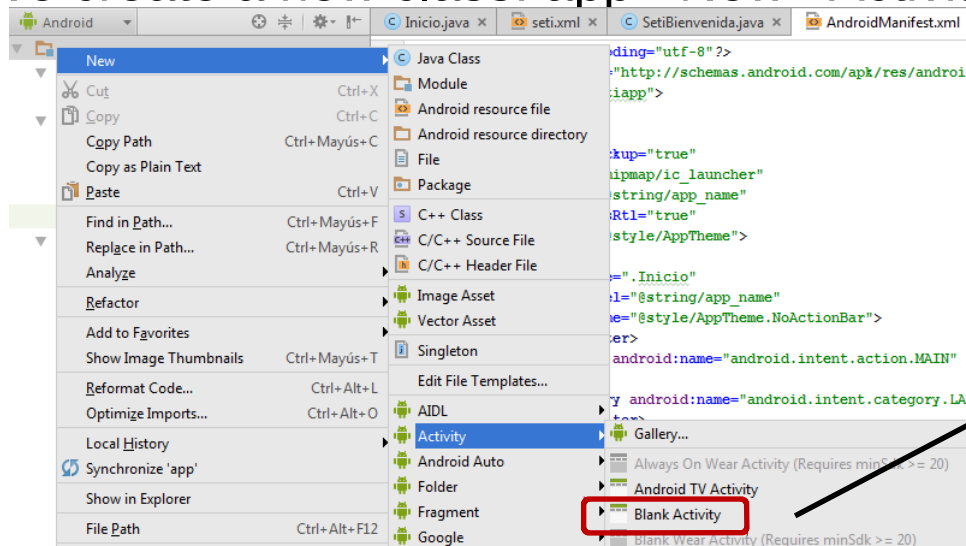 Android
Inicio.java ×
seti.xml ×
SetiBienvenida.java ×
AndroidManifest.xml
New
Cut Ctrl+X
Copy Ctrl+C
Copy Path Ctrl+Mayús+C
Copy as Plain Text
Paste Ctrl+V
Find in Path... Ctrl+Mayús+F
Replace in Path... Ctrl+Mayús+R
Analyze
Refactor
Add to Favorites
Show Image Thumbnails Ctrl+Mayús+T
Reformat Code... Ctrl+Alt+L
Optimize Imports... Ctrl+Alt+O
Local History
Synchronize 'app'
Show in Explorer
File Path Ctrl+Alt+F12
Java Class
Module
Android resource file
Android resource directory
File
Package
C++ Class
C/C++ Source File
C/C++ Header File
Image Asset
Vector Asset
Singleton
Edit File Templates...
AIDL
Activity
Android Auto
Folder
Fragment
Google
Gallery...
Always On Wear Activity (Requires minSdk >= 20)
Android TV Activity
Blank Activity
Blank Wear Activity (Requires minSdk >= 20)
ding="utf-8"?>
"http://schemas.android.com/apk/res/androi
iapp">
kup="true"
ipmap/ic_launcher"
string/app_name"
Rtl="true"
style/AppTheme">
=".Inicio"
l="@string/app_name"
e="@style/AppTheme.NoActionBar">
er>
android:name="android.intent.action.MAIN"
y android:name="android.intent.category.LA